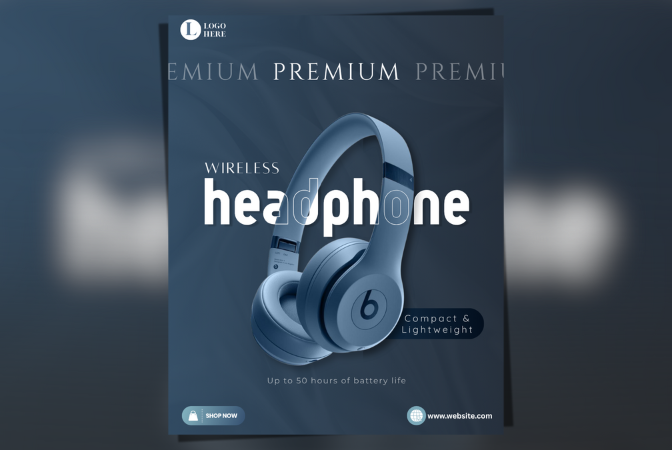 LOGO
HERE
EMIUM PREMIUM PREMIU
WIRELESS
headphone
Compact &
Lightweight
Up to 50 hours of battery life
SHOP NOW
www.website.com